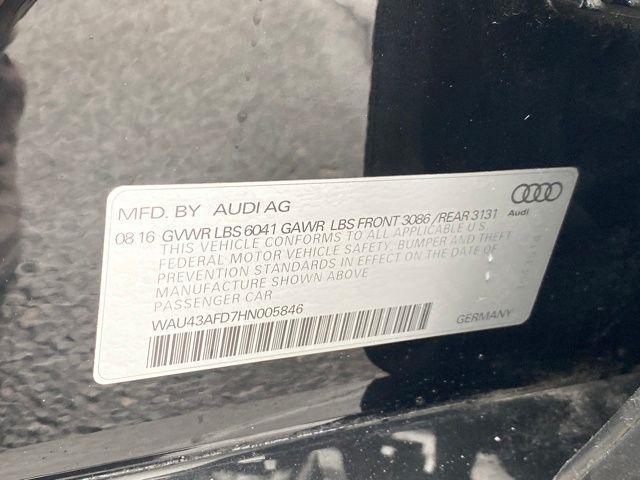 MFD. BY AUDI AG
Audi
08 16 GVWR LBS 6041 GAWR LBS FRONT 3086 /REAR 3131
THIS VEHICLE CONFORMS TO ALL APPLICABLE U S
FEDERAL MOTOR VEHICLE SAFETY, BUMPER AND THEFT
PREVENTION STANDARDS IN EFFECT ON THE DATE OF
MANUFACTURE SHOWN ABOVE
PASSENGER CAR
WAU43AFD7HN005846
GERMANY